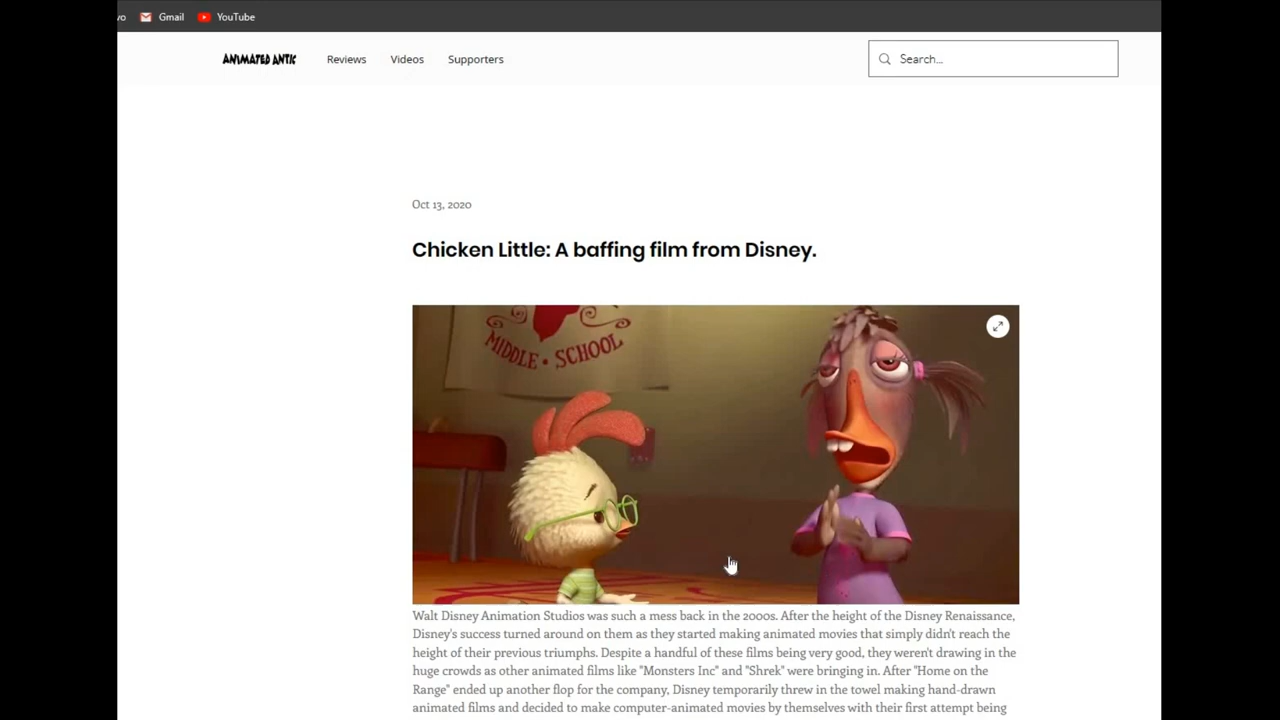 vo Gmail YouTube
ANIMATED ANTIC Reviews Videos Supporters Search...
Oct 13, 2020
Chicken Little: A baffing film from Disney.
MIDDLE • SCHOOL
Walt Disney Animation Studios was such a mess back in the 2000s. After the height of the Disney Renaissance,
Disney's success turned around on them as they started making animated movies that simply didn't reach the
height of their previous triumphs. Despite a handful of these films being very good, they weren't drawing in the
huge crowds as other animated films like "Monsters Inc" and "Shrek" were bringing in. After "Home on the
Range" ended up another flop for the company, Disney temporarily threw in the towel making hand-drawn
animated films and decided to make computer-animated movies by themselves with their first attempt being